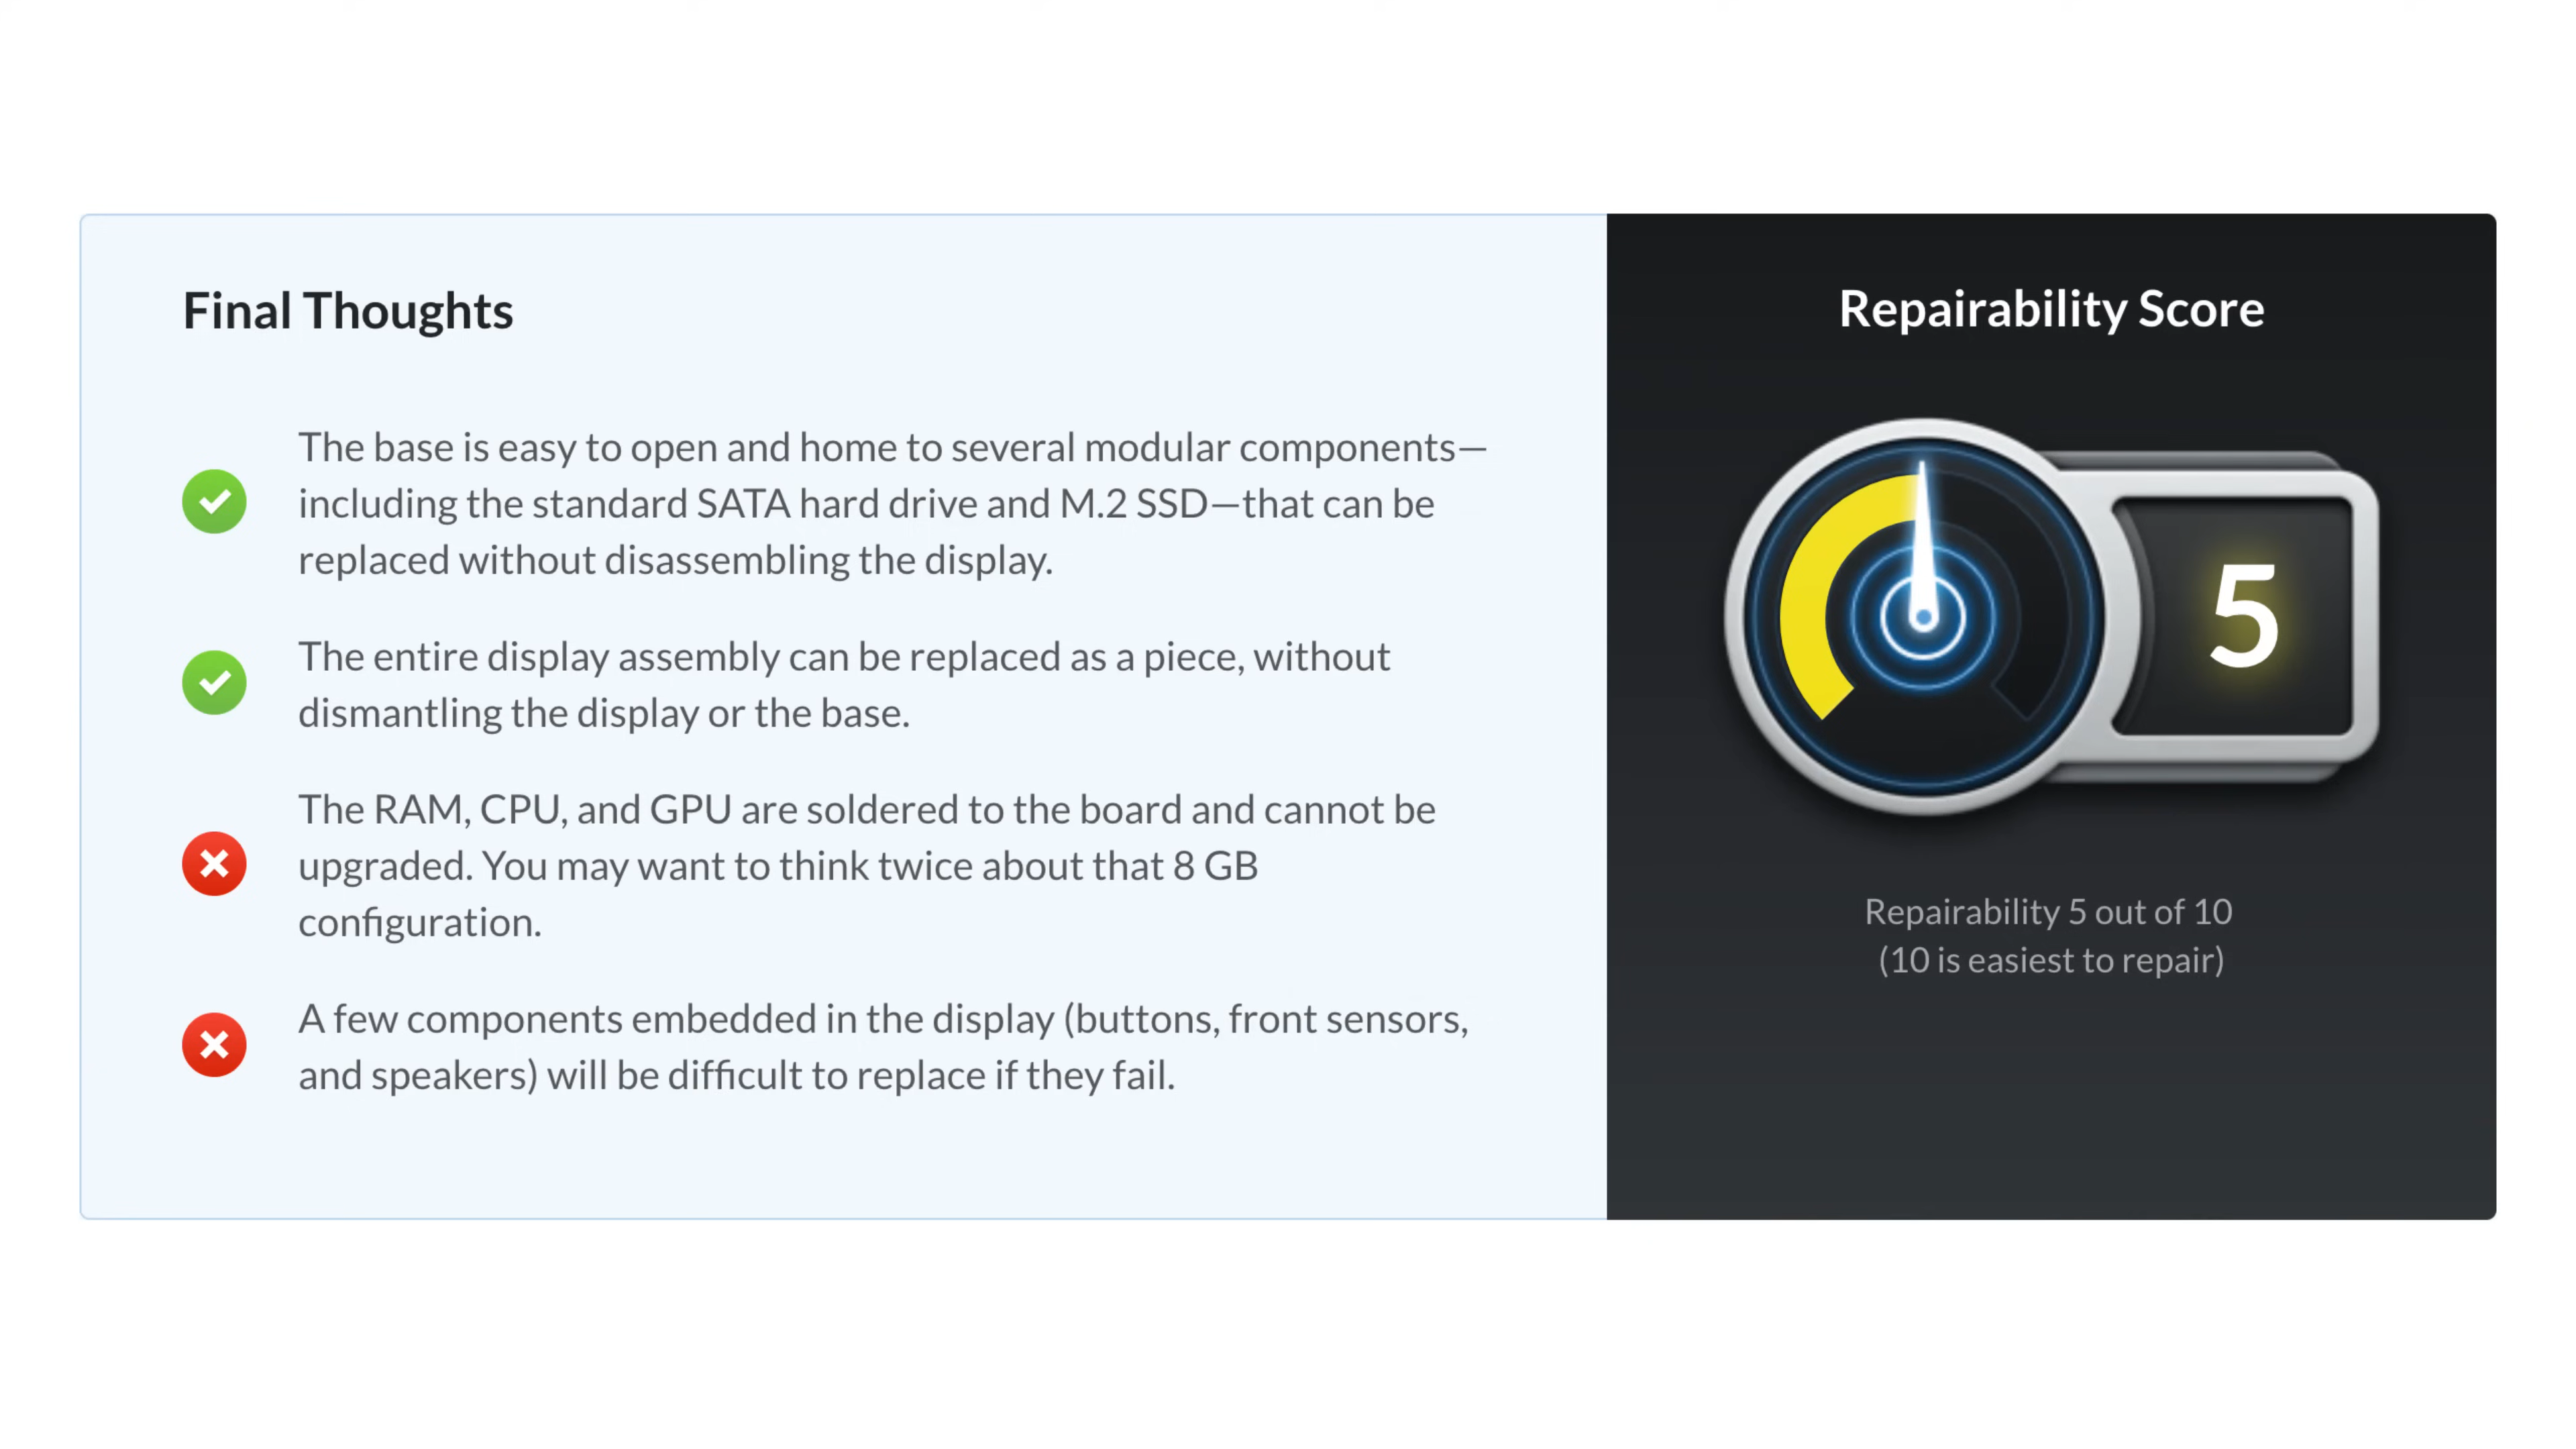 Final Thoughts
The base is easy to open and home to several modular components—
including the standard SATA hard drive and M.2 SSD—that can be
replaced without disassembling the display.
The entire display assembly can be replaced as a piece, without
dismantling the display or the base.
The RAM, CPU, and GPU are soldered to the board and cannot be
upgraded. You may want to think twice about that 8 GB
configuration.
A few components embedded in the display (buttons, front sensors,
and speakers) will be difficult to replace if they fail.
Repairability Score
5
Repairability 5 out of 10
(10 is easiest to repair)